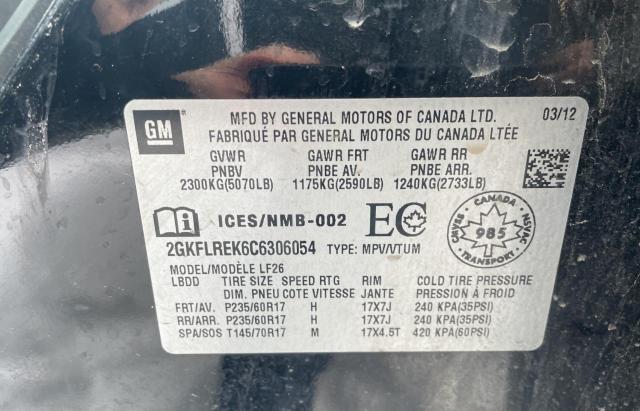 GM
MFD BY GENERAL MOTORS OF CANADA LTD. 03/12
FABRIQUÉ PAR GENERAL MOTORS DU CANADA LTÉE
GVWR GAWR FRT GAWR RR
PNBV PNBE AV. PNBE ARR.
2300KG(5070LB) 1175KG(2590LB) 1240KG(2733LB)
i ICES/NMB-002 EC
CANADA
CMVSS 985 NSVAC
TRANSPORT
2GKFLREK6C6306054 TYPE: MPV/VTUM
MODEL/MODÈLE LF26
LBDD TIRE SIZE SPEED RTG RIM COLD TIRE PRESSURE
DIM. PNEU COTE VITESSE JANTE PRESSION À FROID
FRT/AV. P235/60R17 H 17X7J 240 KPA(35PSI)
RR/ARR. P235/60R17 H 17X7J 240 KPA(35PSI)
SPA/SOS T145/70R17 M 17X4.5T 420 KPA(60PSI)